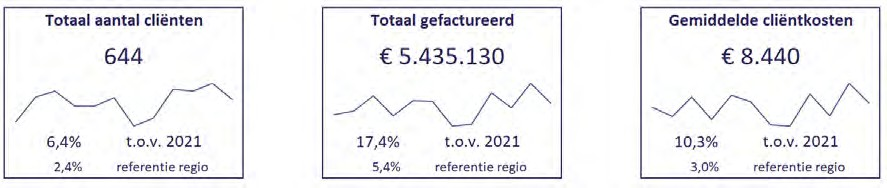 Totaal aantal cliënten
644
6,4% t.o.v. 2021
2,4% referentie regio
Totaal gefactureerd
€ 5.435.130
17,4% t.o.v. 2021
5,4% referentie regio
Gemiddelde cliëntkosten
€ 8.440
10,3% t.o.v. 2021
3,0% referentie regio